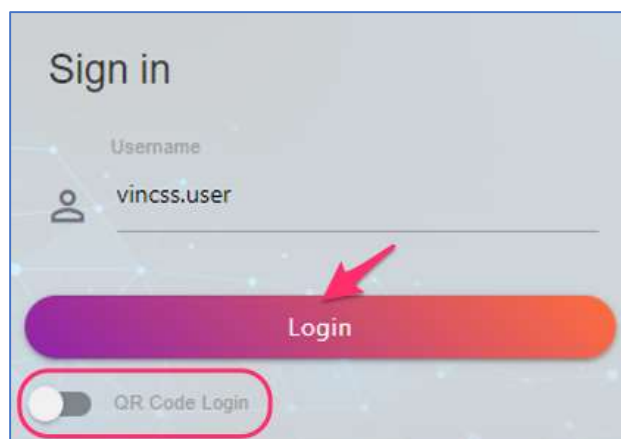 Sign in
Username
vincss.user
Login
QR Code Login